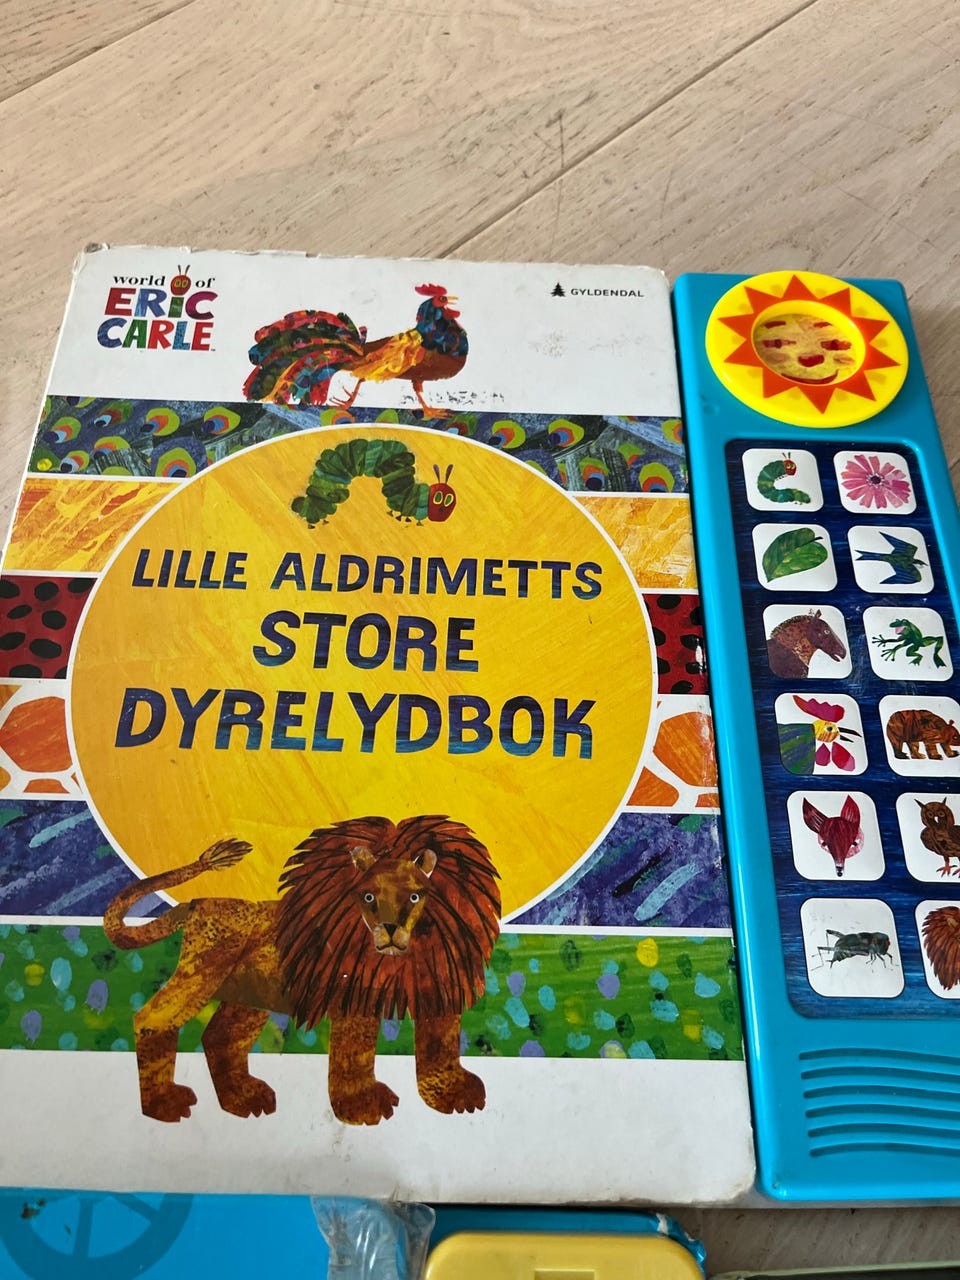 world of
ERIC
CARLE
GYLDENDAL
LILLE ALDRIMETTS
STORE
DYRELYDBOK